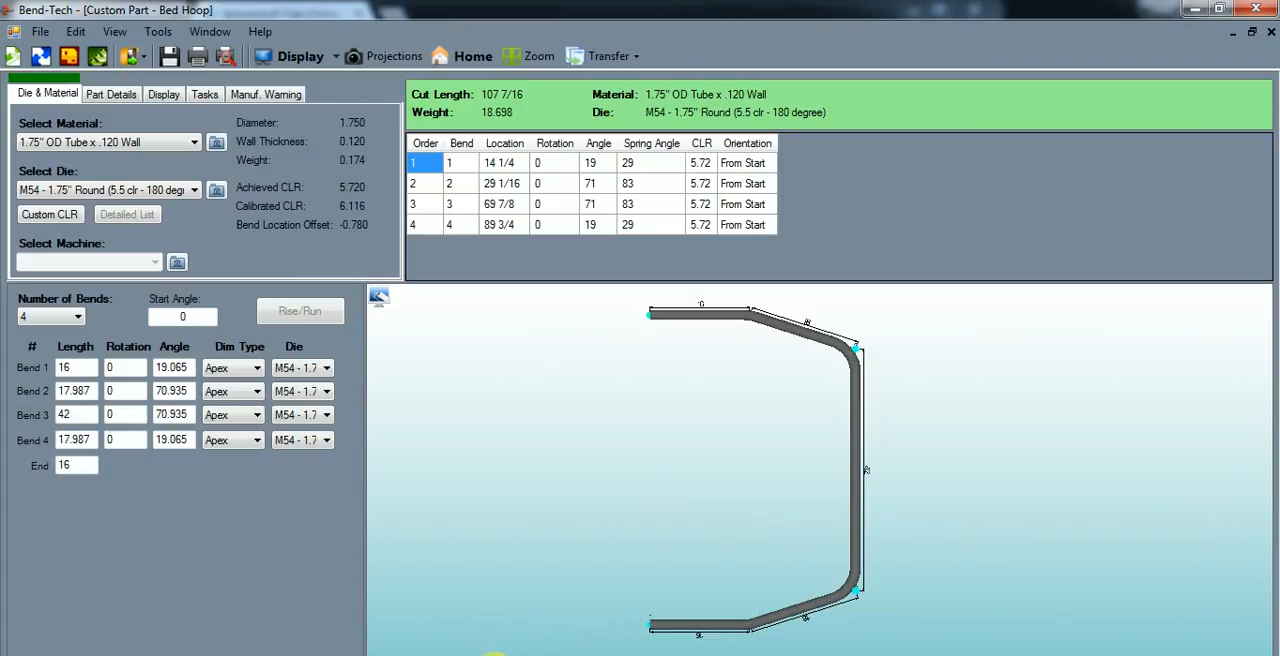 Bend-Tech - [Custom Part - Bed Hoop]
File Edit View Tools Window Help
Display Projections Home Zoom Transfer
Die & Material Part Details Display Tasks Manuf. Warning
Select Material:
1.75" OD Tube x .120 Wall
Select Die:
M54 - 1.75" Round (5.5 clr - 180 degr
Custom CLR Detailed List
Select Machine:
Diameter: 1.750
Wall Thickness: 0.120
Weight: 0.174
Achieved CLR: 5.720
Calibrated CLR: 6.116
Bend Location Offset: -0.780
Cut Length: 107 7/16 Material: 1.75" OD Tube x .120 Wall
Weight: 18.698 Die: M54 - 1.75" Round (5.5 clr - 180 degree)
Order Bend Location Rotation Angle Spring Angle CLR Orientation
1 1 14 1/4 0 19 29 5.72 From Start
2 2 29 1/16 0 71 83 5.72 From Start
3 3 69 7/8 0 71 83 5.72 From Start
4 4 89 3/4 0 19 29 5.72 From Start
Number of Bends: Start Angle:
4 0 Rise/Run
# Length Rotation Angle Dim Type Die
Bend 1 16 0 19.065 Apex M54 - 1.7
Bend 2 17.987 0 70.935 Apex M54 - 1.7
Bend 3 42 0 70.935 Apex M54 - 1.7
Bend 4 17.987 0 19.065 Apex M54 - 1.7
End 16